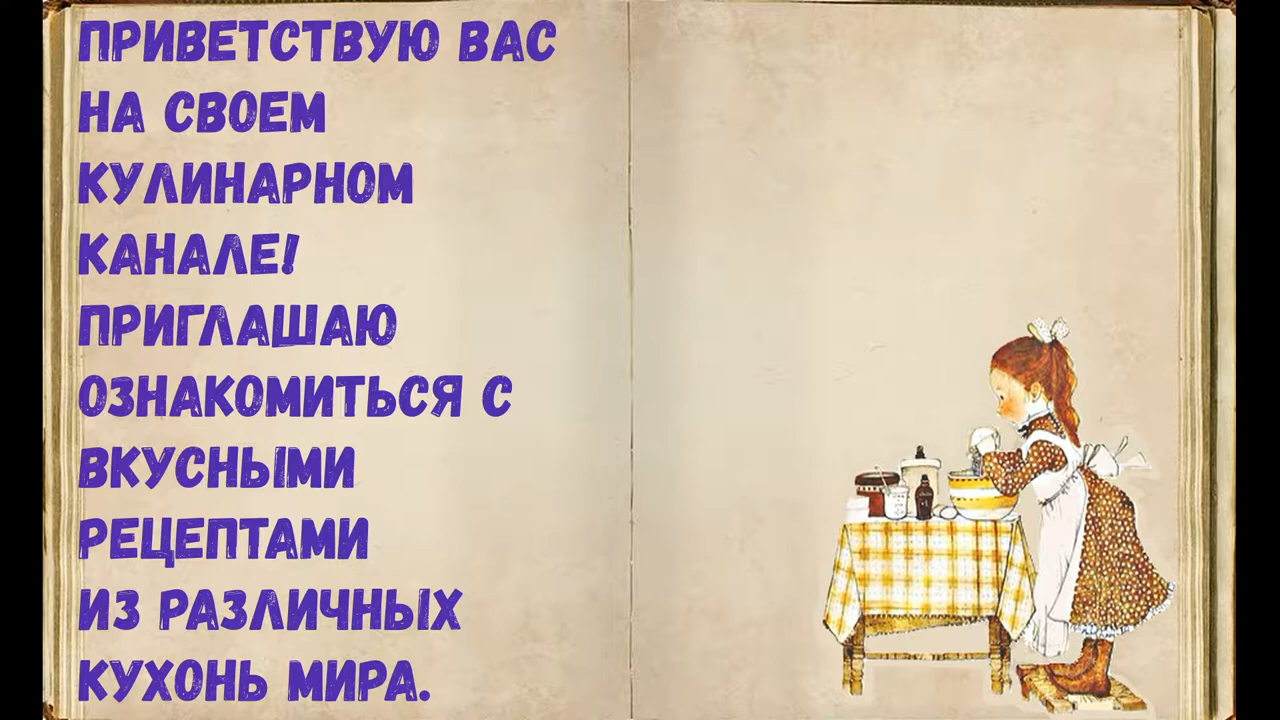 ПРИВЕТСТВУЮ ВАС
НА СВОЕМ
КУЛИНАРНОМ
КАНАЛЕ!
ПРИГЛАШАЮ
ОЗНАКОМИТЬСЯ С
ВКУСНЫМИ
РЕЦЕПТАМИ
ИЗ РАЗЛИЧНЫХ
КУХОНЬ МИРА.